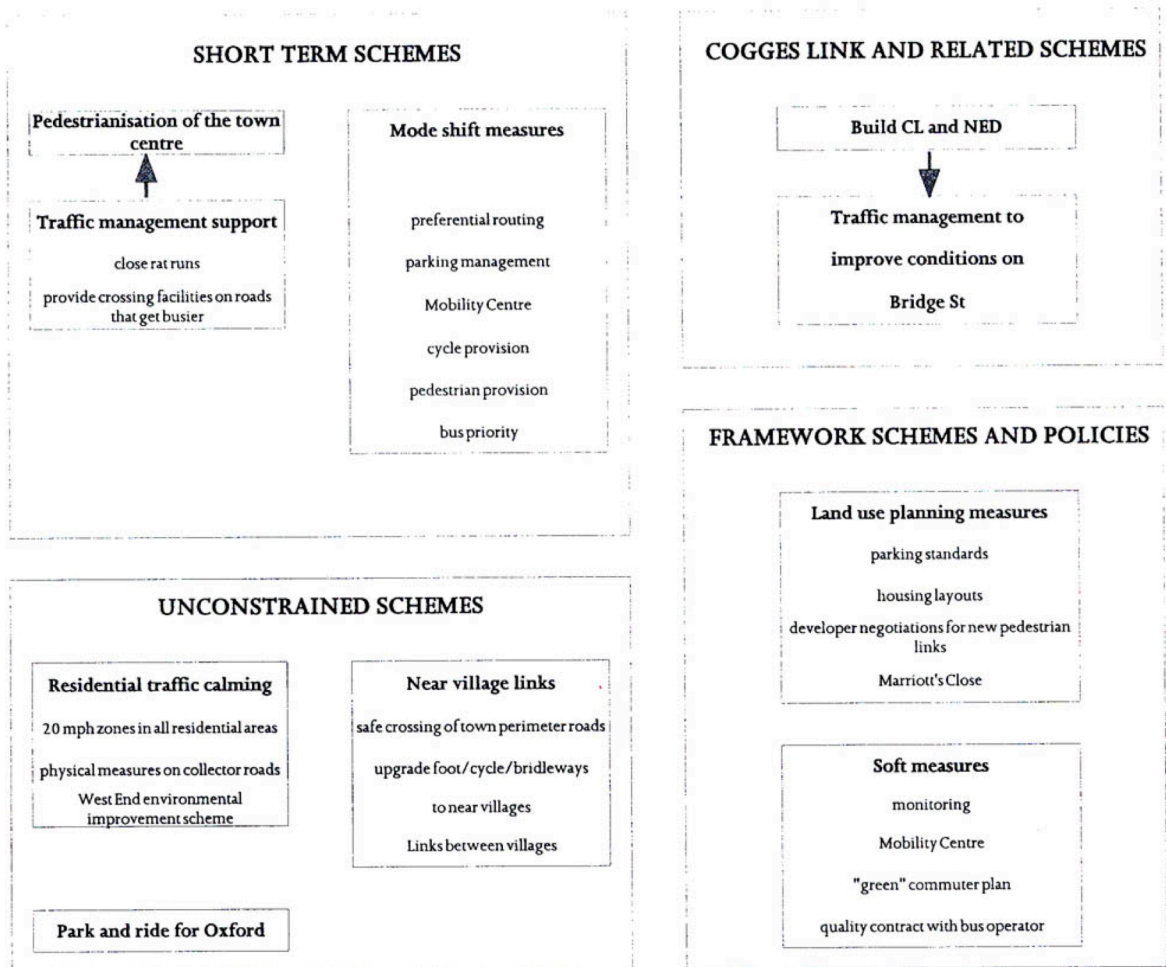 SHORT TERM SCHEMES
Pedestrianisation of the town
centre
Traffic management support
close rat runs
provide crossing facilities on roads
that get busier
Mode shift measures
preferential routing
parking management
Mobility Centre
cycle provision
pedestrian provision
bus priority
COGGES LINK AND RELATED SCHEMES
Build CL and NED
Traffic management to
improve conditions on
Bridge St
UNCONSTRAINED SCHEMES
Residential traffic calming
20 mph zones in all residential areas
physical measures on collector roads
West End environmental
improvement scheme
Near village links
safe crossing of town perimeter roads
upgrade foot/cycle/bridleways
to near villages
Links between villages
Park and ride for Oxford
FRAMEWORK SCHEMES AND POLICIES
Land use planning measures
parking standards
housing layouts
developer negotiations for new pedestrian
links
Marriott's Close
Soft measures
monitoring
Mobility Centre
"green" commuter plan
quality contract with bus operator